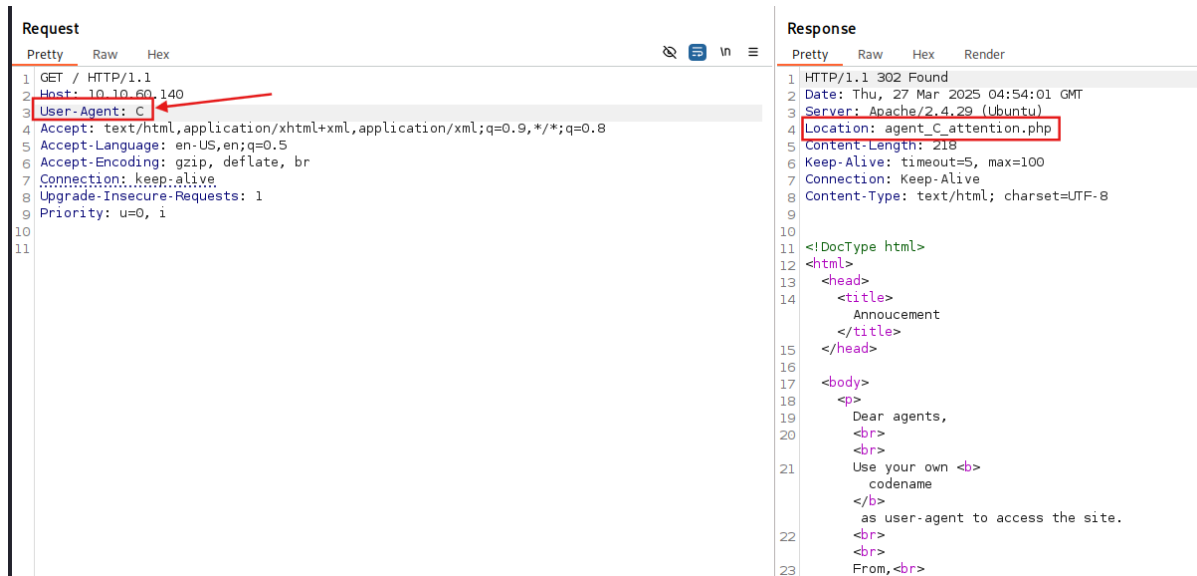 Request
Pretty Raw Hex
\n
1 GET / HTTP/1.1
2 Host: 10.10.60.140
3 User-Agent: C
4 Accept: text/html,application/xhtml+xml,application/xml;q=0.9,*/*;q=0.8
5 Accept-Language: en-US,en;q=0.5
6 Accept-Encoding: gzip, deflate, br
7 Connection: keep-alive
8 Upgrade-Insecure-Requests: 1
9 Priority: u=0, i
10
11
Response
Pretty Raw Hex Render
1 HTTP/1.1 302 Found
2 Date: Thu, 27 Mar 2025 04:54:01 GMT
3 Server: Apache/2.4.29 (Ubuntu)
4 Location: agent_C_attention.php
5 Content-Length: 218
6 Keep-Alive: timeout=5, max=100
7 Connection: Keep-Alive
8 Content-Type: text/html; charset=UTF-8
9
10
11 <!DocType html>
12 <html>
13 <head>
14 <title>
Annoucement
</title>
15 </head>
16
17 <body>
18 <p>
19 Dear agents,
20 <br>
<br>
21 Use your own <b>
codename
</b>
as user-agent to access the site.
22 <br>
<br>
23 From,<br>